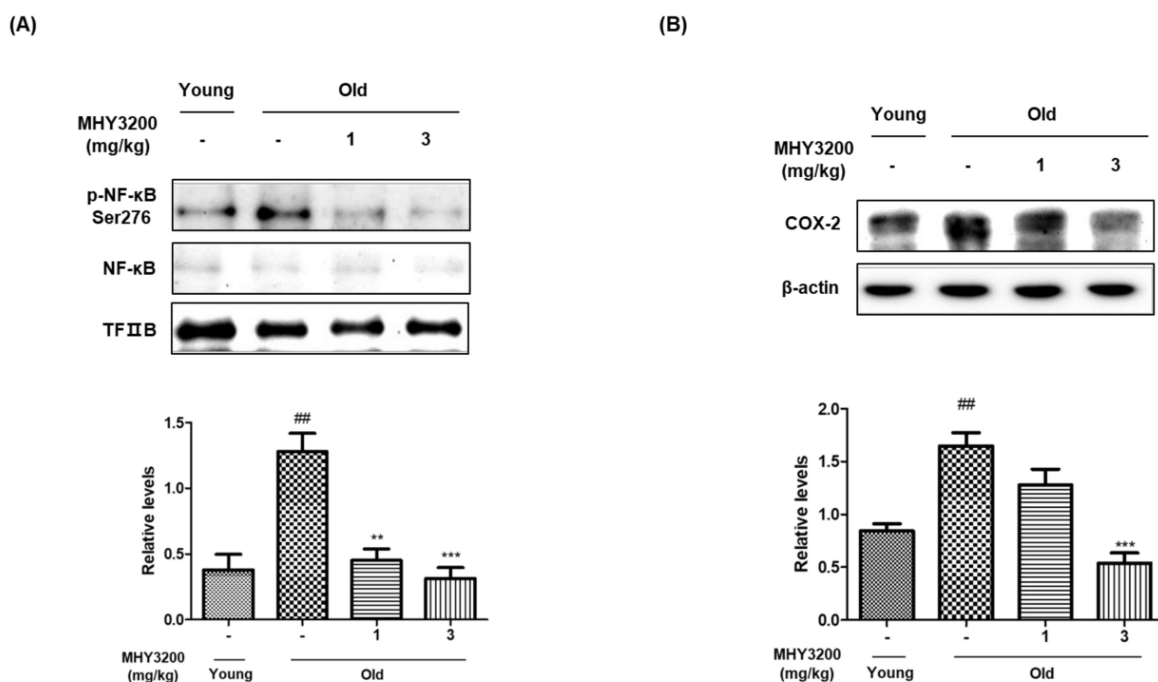 (A)
Young Old
MHY3200
(mg/kg) - - 1 3
p-NF-κB
Ser276
NF-κB
TFⅡB
Relative levels
1.5
1.0
0.5
0.0
##
**
***
- - 1 3
MHY3200
(mg/kg) Young Old
(B)
Young Old
MHY3200
(mg/kg) - - 1 3
COX-2
β-actin
Relative levels
2.0
1.5
1.0
0.5
0.0
##
***
- - 1 3
MHY3200
(mg/kg) Young Old